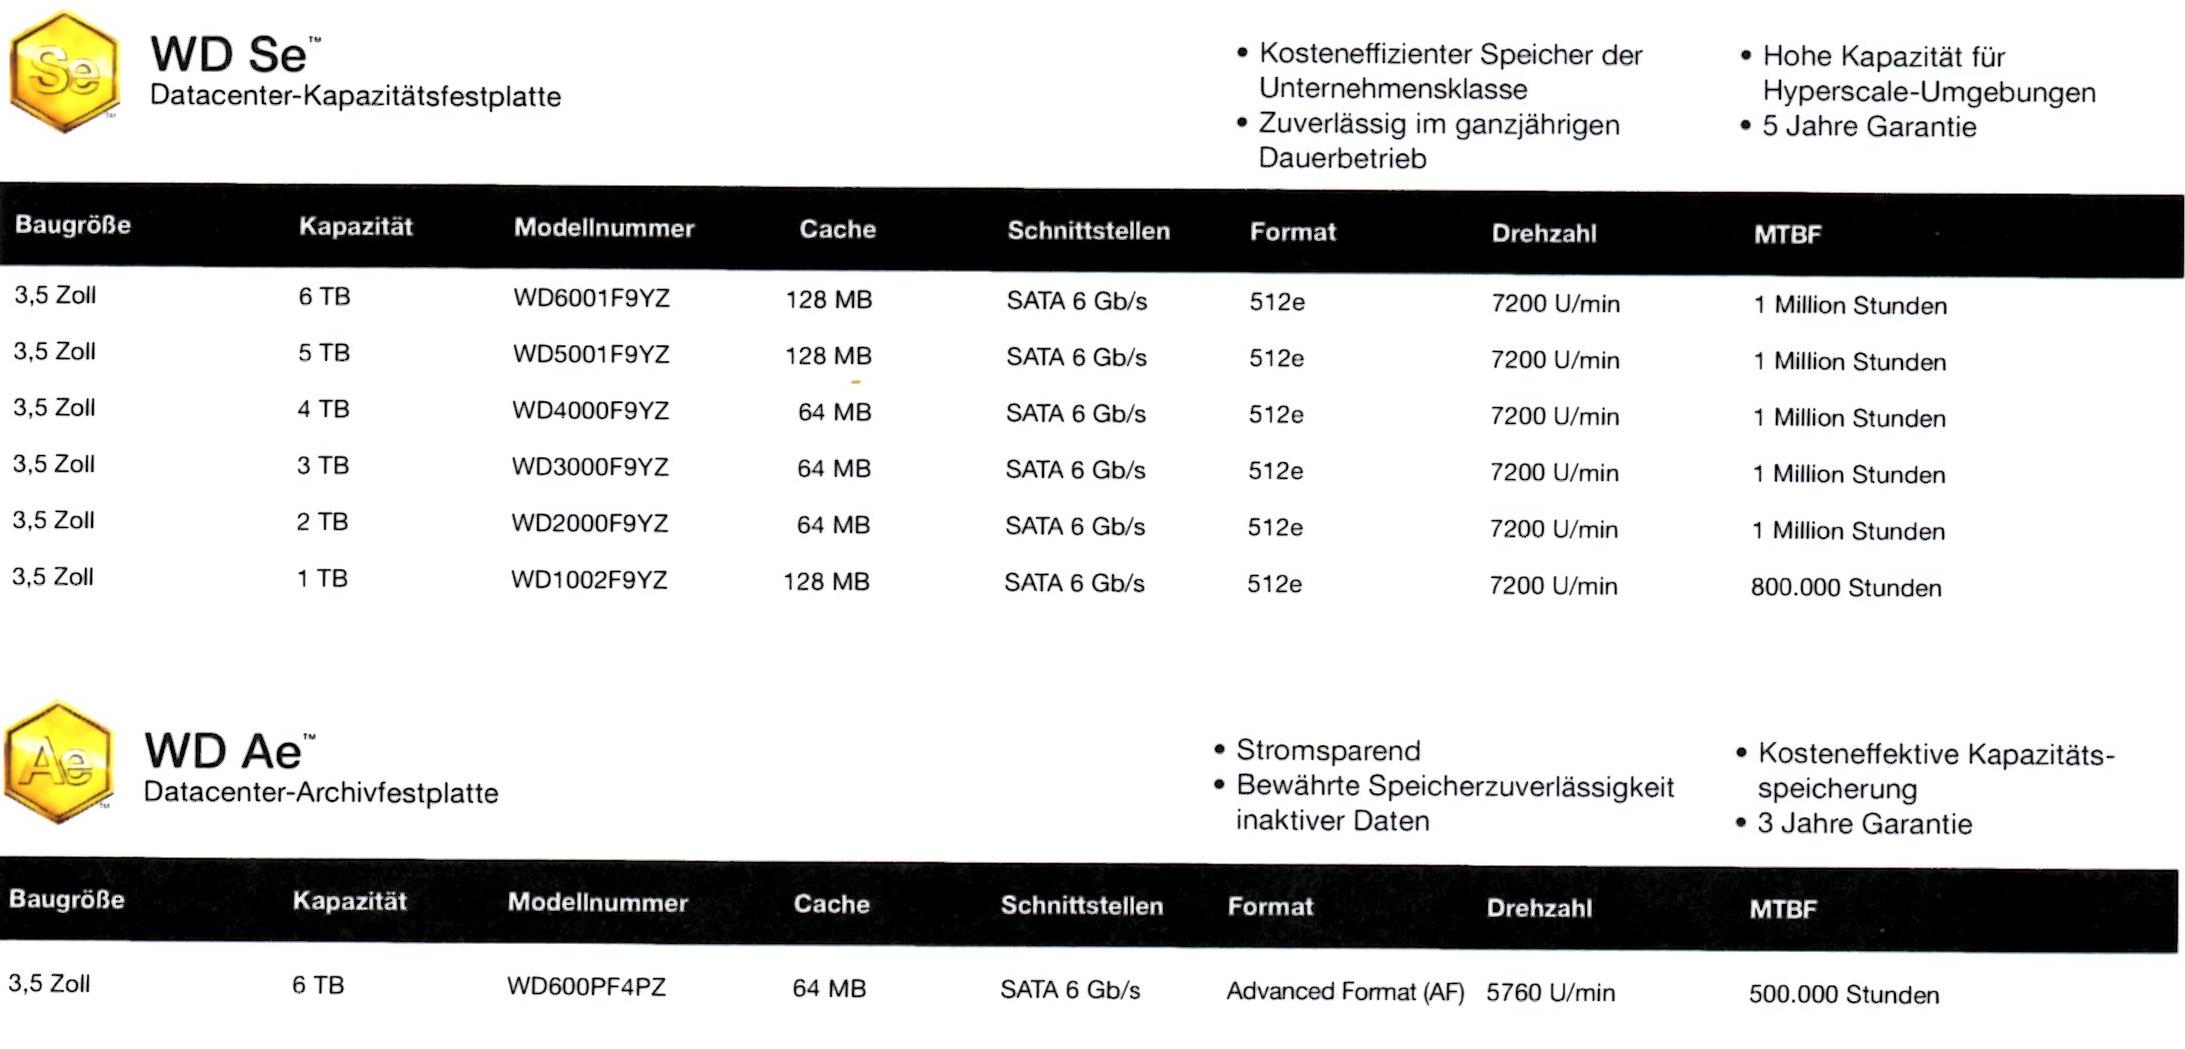 Se
™
WD Se™
Datacenter-Kapazitätsfestplatte
• Kosteneffizienter Speicher der
Unternehmensklasse
• Zuverlässig im ganzjährigen
Dauerbetrieb
• Hohe Kapazität für
Hyperscale-Umgebungen
• 5 Jahre Garantie
Baugröße Kapazität Modellnummer Cache Schnittstellen Format Drehzahl MTBF
3,5 Zoll 6 TB WD6001F9YZ 128 MB SATA 6 Gb/s 512e 7200 U/min 1 Million Stunden
3,5 Zoll 5 TB WD5001F9YZ 128 MB SATA 6 Gb/s 512e 7200 U/min 1 Million Stunden
3,5 Zoll 4 TB WD4000F9YZ 64 MB SATA 6 Gb/s 512e 7200 U/min 1 Million Stunden
3,5 Zoll 3 TB WD3000F9YZ 64 MB SATA 6 Gb/s 512e 7200 U/min 1 Million Stunden
3,5 Zoll 2 TB WD2000F9YZ 64 MB SATA 6 Gb/s 512e 7200 U/min 1 Million Stunden
3,5 Zoll 1 TB WD1002F9YZ 128 MB SATA 6 Gb/s 512e 7200 U/min 800.000 Stunden
Ae
™
WD Ae™
Datacenter-Archivfestplatte
• Stromsparend
• Bewährte Speicherzuverlässigkeit
inaktiver Daten
• Kosteneffektive Kapazitäts-
speicherung
• 3 Jahre Garantie
Baugröße Kapazität Modellnummer Cache Schnittstellen Format Drehzahl MTBF
3,5 Zoll 6 TB WD600PF4PZ 64 MB SATA 6 Gb/s Advanced Format (AF) 5760 U/min 500.000 Stunden